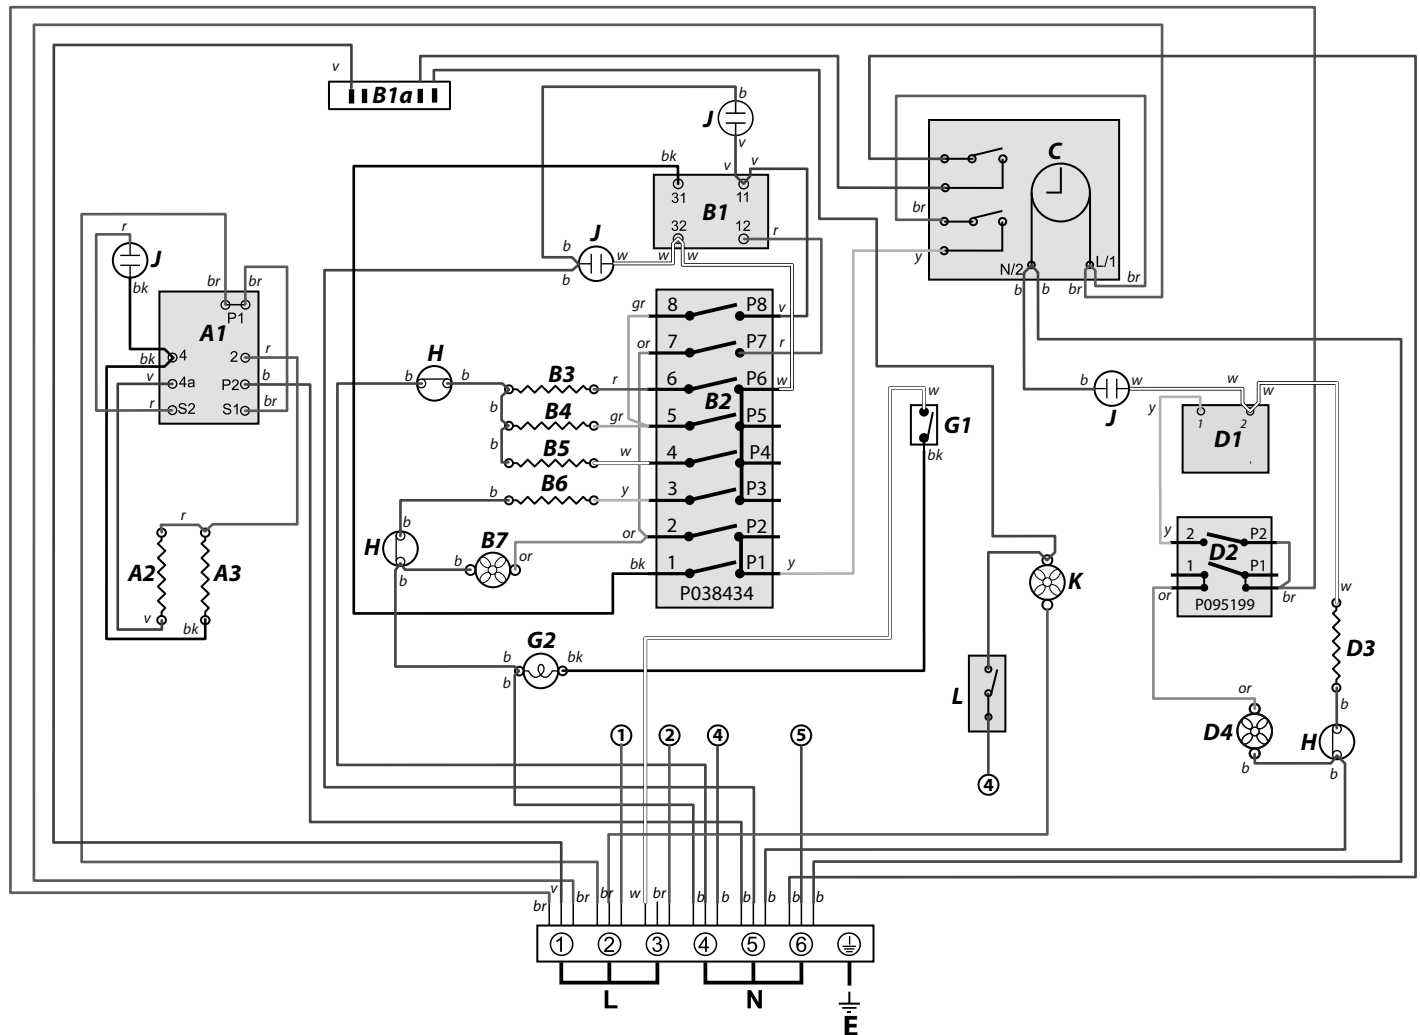 v
B1a
b
J
v
v
v
bk
31
11
B1
32
12
r
C
br
y
N/2
L/1
b
b
br
br
r
J
bk
br
br
P1
A1
bk
4
2
r
v
4a
P2
b
r
S2
S1
br
b
J
w
w
w
b
gr
8
P8
v
or
7
P7
r
H
b
b
B3
r
6
P6
w
b
B4
gr
5
B2
P5
b
B5
w
4
P4
b
B6
y
3
P3
b
or
2
P2
H
B7
b
or
bk
1
P1
y
b
P038434
w
G1
bk
b
J
w
w
w
y
1
2
D1
y
2
P2
D2
1
P1
or
br
P095199
w
K
r
A2
A3
v
bk
G2
b
bk
b
L
4
D3
or
b
D4
H
b
b
1
2
4
5
br
v
br
br
w
br
b
b
b
b
b
b
1
2
3
4
5
6
L
N
E